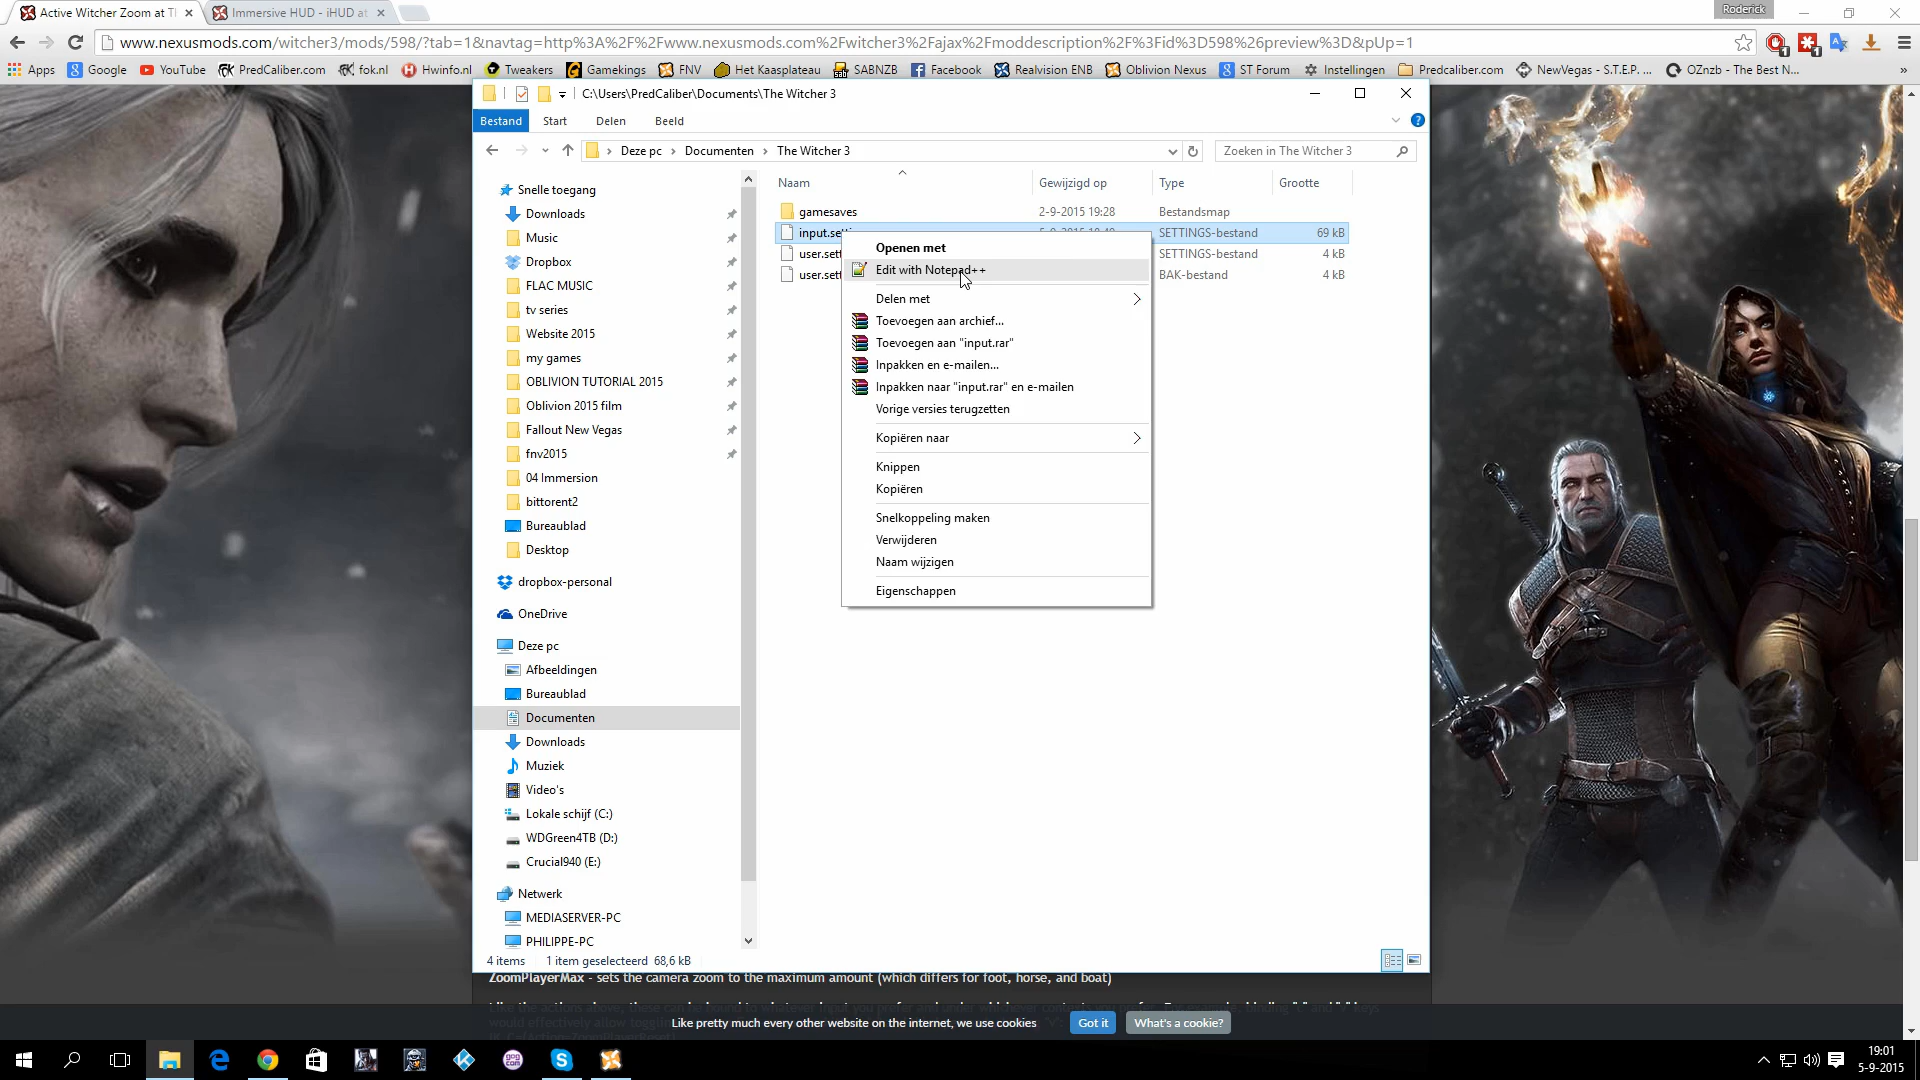 Active Witcher Zoom at Th
Immersive HUD - iHUD at
Roderick
www.nexusmods.com/witcher3/mods/598/?tab=1&navtag=http%3A%2F%2Fwww.nexusmods.com%2Fwitcher3%2Fajax%2Fmoddescription%2F%3Fid%3D598%26preview%3D&pUp=1
Apps Google YouTube PredCaliber.com fok.nl Hwinfo.nl Tweakers Gamekings FNV Het Kaasplateau SABNZB Facebook Realvision ENB Oblivion Nexus ST Forum Instellingen Predcaliber.com NewVegas - S.T.E.P. ... OZnzb - The Best N... »
C:\Users\PredCaliber\Documents\The Witcher 3
Bestand Start Delen Beeld
Deze pc > Documenten > The Witcher 3
Zoeken in The Witcher 3
Naam Gewijzigd op Type Grootte
gamesaves 2-9-2015 19:28 Bestandsmap
SETTINGS-bestand 69 kB
SETTINGS-bestand 4 kB
BAK-bestand 4 kB
Openen met
Edit with Notepad++
Delen met
Toevoegen aan archief...
Toevoegen aan "input.rar"
Inpakken en e-mailen...
Inpakken naar "input.rar" en e-mailen
Vorige versies terugzetten
Kopiëren naar
Knippen
Kopiëren
Snelkoppeling maken
Verwijderen
Naam wijzigen
Eigenschappen
Snelle toegang
Downloads
Music
Dropbox
FLAC MUSIC
tv series
Website 2015
my games
OBLIVION TUTORIAL 2015
Oblivion 2015 film
Fallout New Vegas
fnv2015
04 Immersion
bittorent2
Bureaublad
Desktop
dropbox-personal
OneDrive
Deze pc
Afbeeldingen
Bureaublad
Documenten
Downloads
Muziek
Video's
Lokale schijf (C:)
WDGreen4TB (D:)
Crucial940 (E:)
Netwerk
MEDIASERVER-PC
PHILIPPE-PC
4 items 1 item geselecteerd 68,6 kB
ZoomPlayerMax - sets the camera zoom to the maximum amount (which differs for foot, horse, and boat)
Like pretty much every other website on the internet, we use cookies Got it What's a cookie?
19:01
5-9-2015